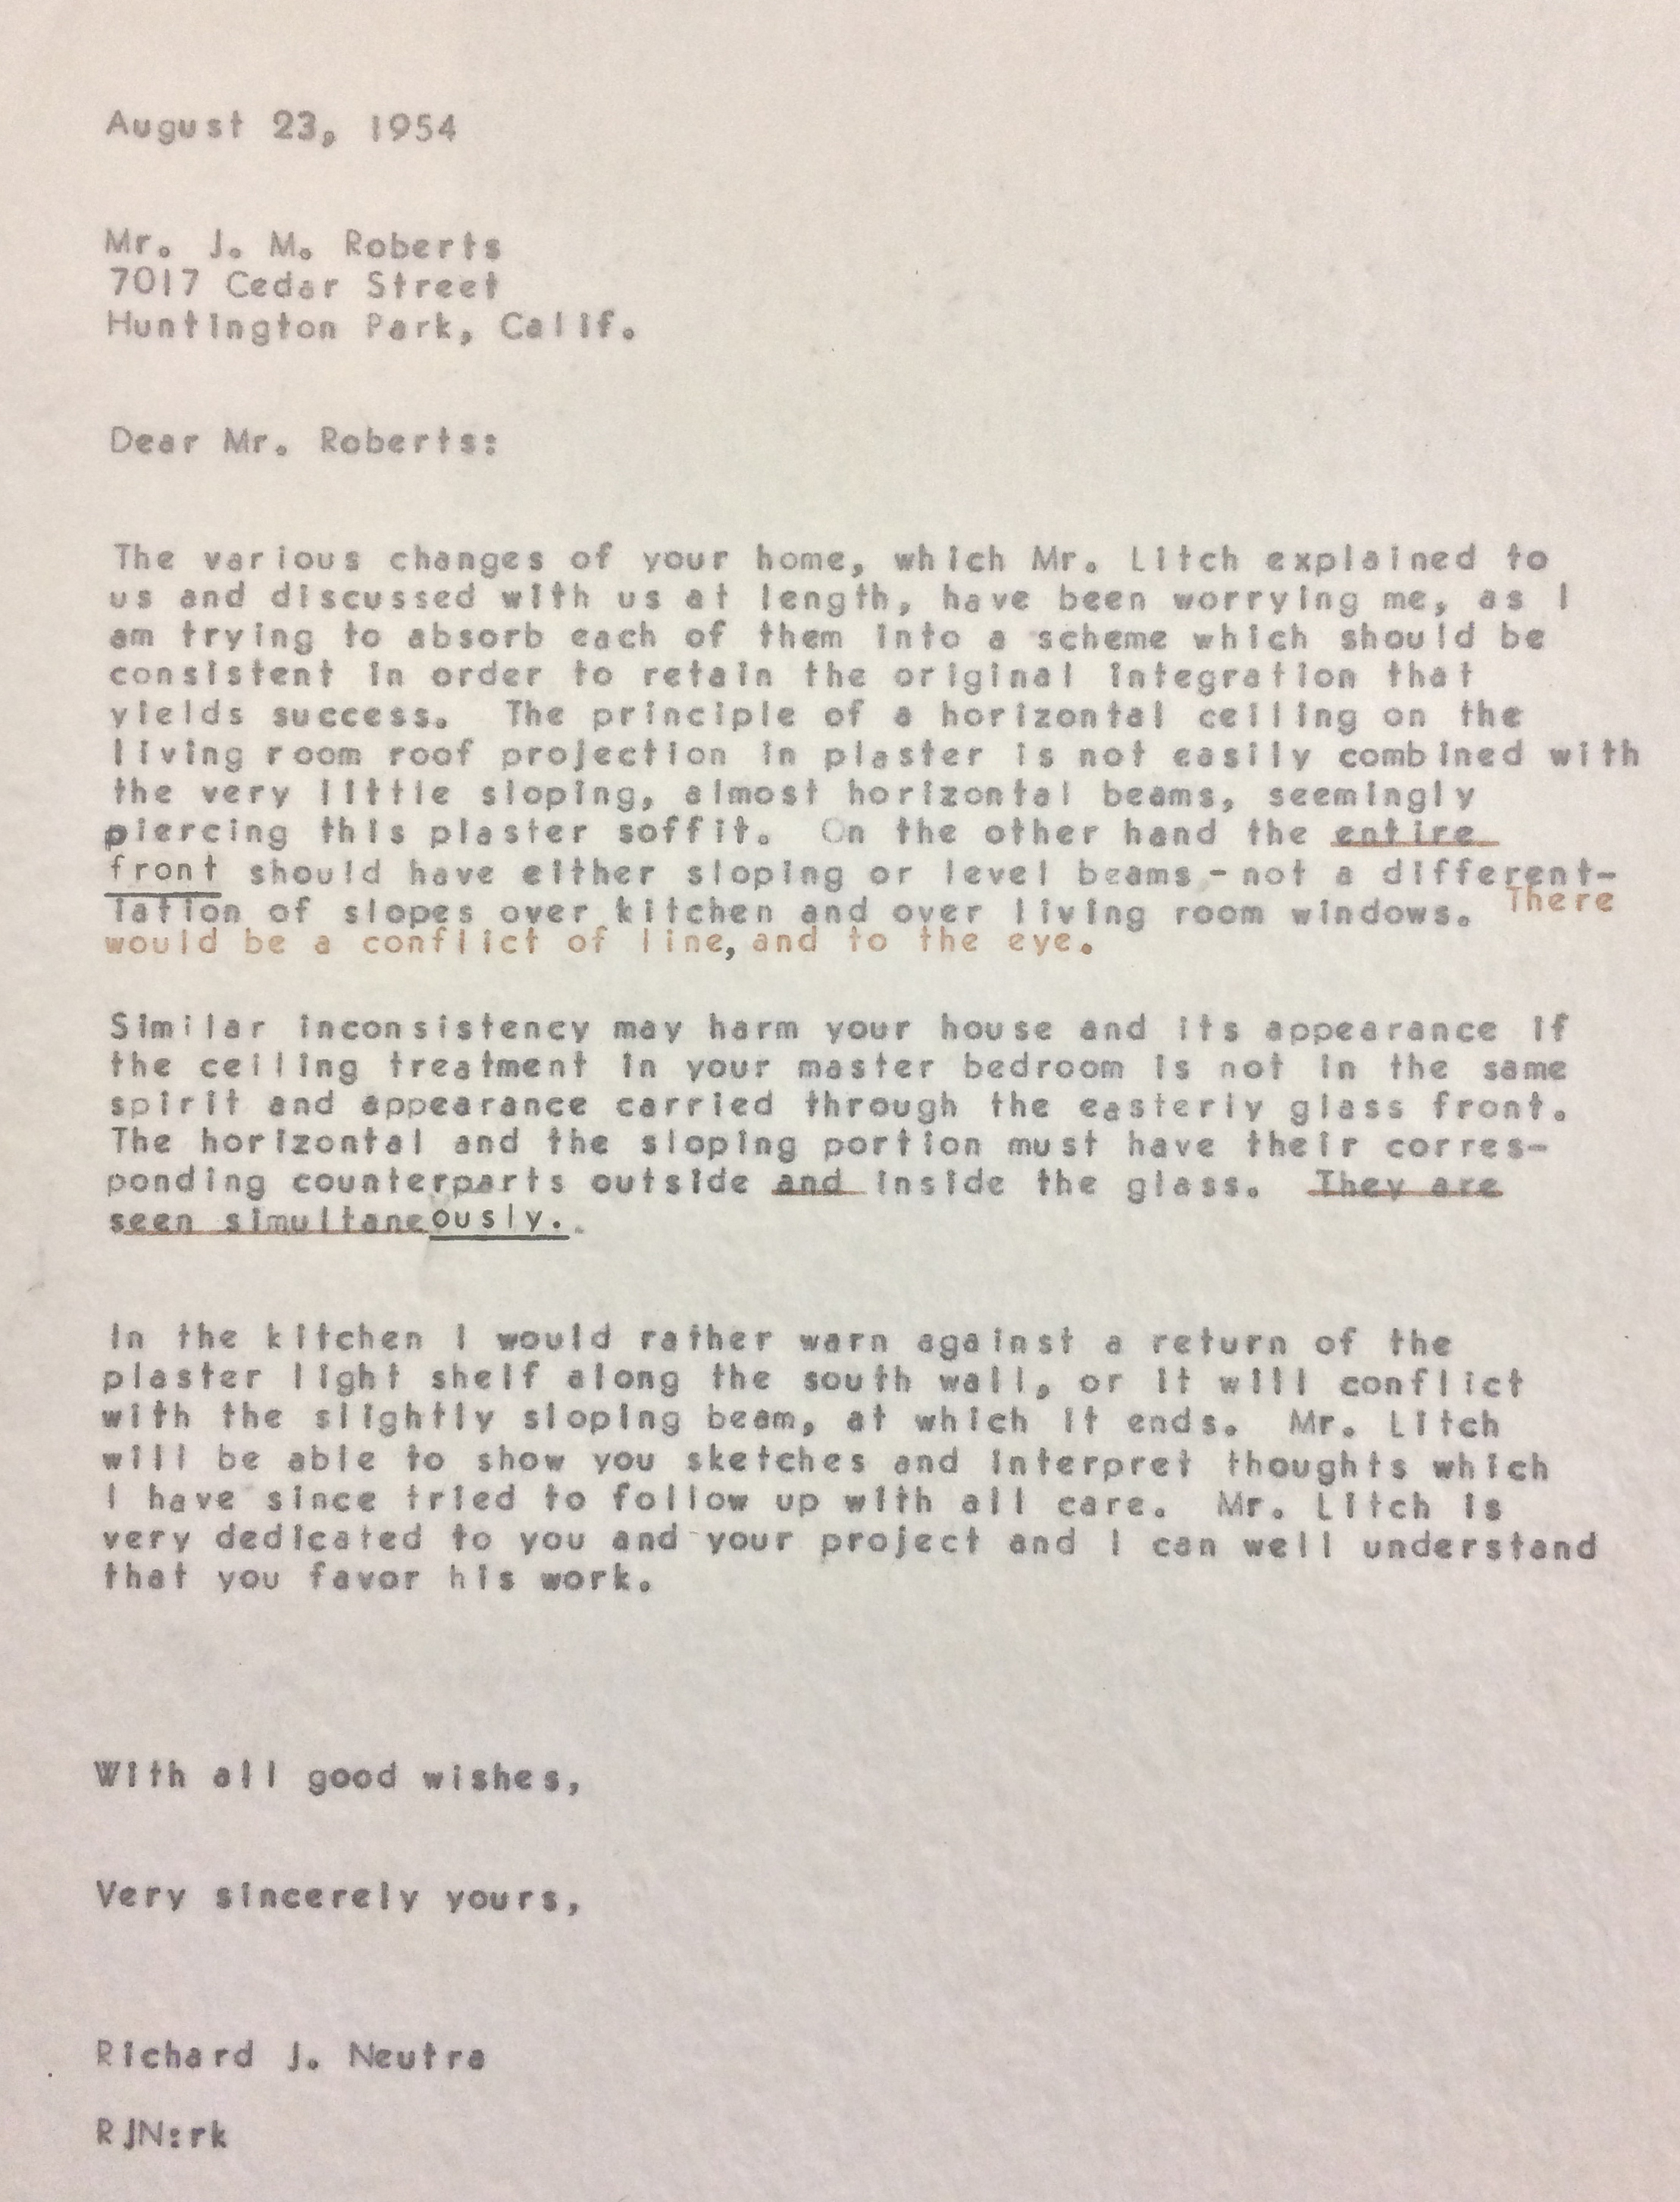 August 23, 1954
Mr. J. M. Roberts
7017 Cedar Street
Huntington Park, Calif.
Dear Mr. Roberts:
The various changes of your home, which Mr. Litch explained to
us and discussed with us at length, have been worrying me, as I
am trying to absorb each of them into a scheme which should be
consistent in order to retain the original integration that
yields success. The principle of a horizontal ceiling on the
living room roof projection in plaster is not easily combined with
the very little sloping, almost horizontal beams, seemingly
piercing this plaster soffit. On the other hand the entire
front should have either sloping or level beams - not a different-
iation of slopes over kitchen and over living room windows. There
would be a conflict of line, and to the eye.
Similar inconsistency may harm your house and its appearance if
the ceiling treatment in your master bedroom is not in the same
spirit and appearance carried through the easterly glass front.
The horizontal and the sloping portion must have their corres-
ponding counterparts outside and inside the glass. They are
seen simultaneously..
In the kitchen I would rather warn against a return of the
plaster light shelf along the south wall, or it will conflict
with the slightly sloping beam, at which it ends. Mr. Litch
will be able to show you sketches and interpret thoughts which
I have since tried to follow up with all care. Mr. Litch is
very dedicated to you and your project and I can well understand
that you favor his work.
With all good wishes,
Very sincerely yours,
Richard J. Neutra
RJN:rk